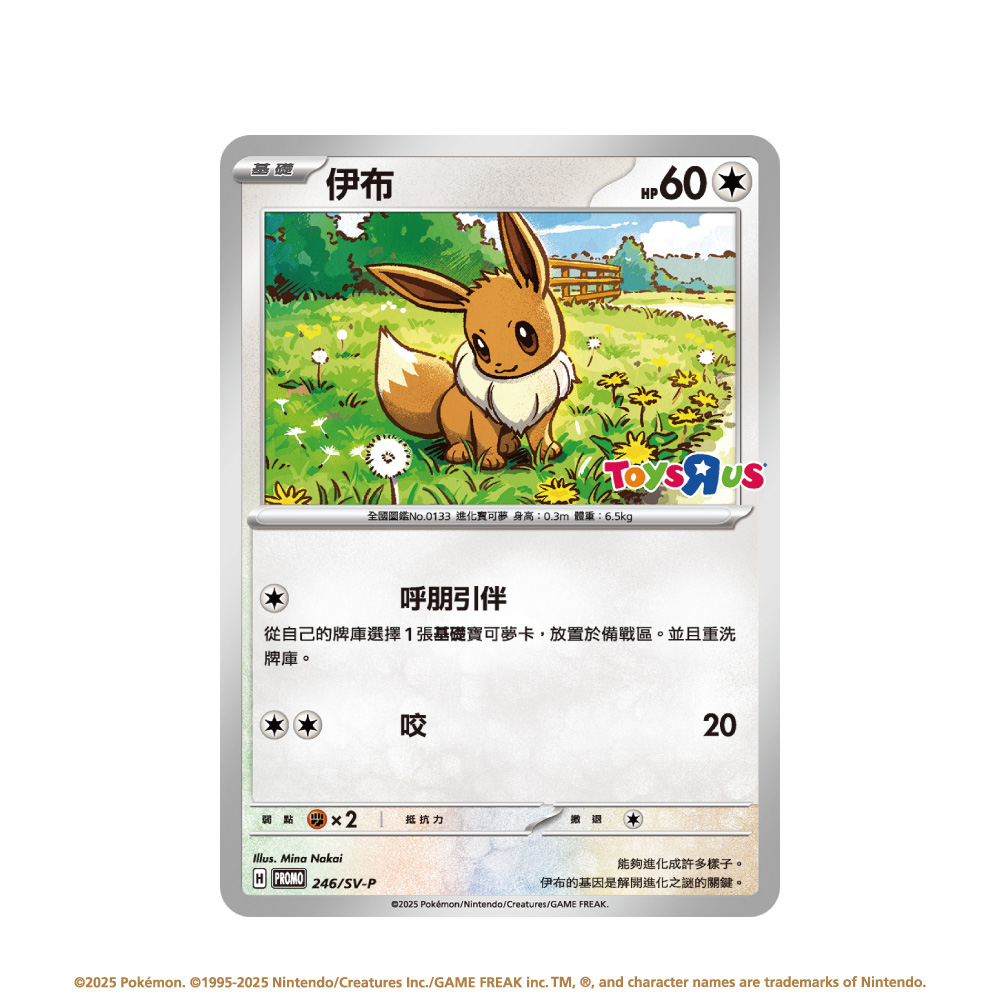 基礎 伊布 HP60
ToysЯUs
全國圖鑑No.0133 進化寶可夢 身高：0.3m 體重：6.5kg
呼朋引伴
從自己的牌庫選擇1張基礎寶可夢卡，放置於備戰區。並且重洗
牌庫。
咬 20
弱點 ×2 抵抗力 撤退
Illus. Mina Nakai
能夠進化成許多樣子。
H PROMO 246/SV-P
伊布的基因是解開進化之謎的關鍵。
©2025 Pokémon/Nintendo/Creatures/GAME FREAK.
©2025 Pokémon. ©1995-2025 Nintendo/Creatures Inc./GAME FREAK inc. TM, ®, and character names are trademarks of Nintendo.